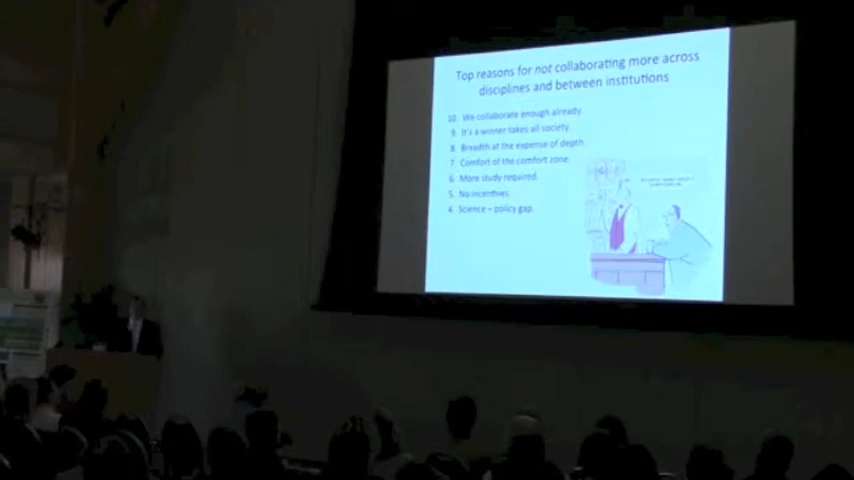 Top reasons for not collaborating more across
disciplines and between institutions
10. We collaborate enough already.
9. It's a winner takes all society.
8. Breadth at the expense of depth.
7. Comfort of the comfort zone.
6. More study required.
5. No incentives.
4. Science – policy gap.